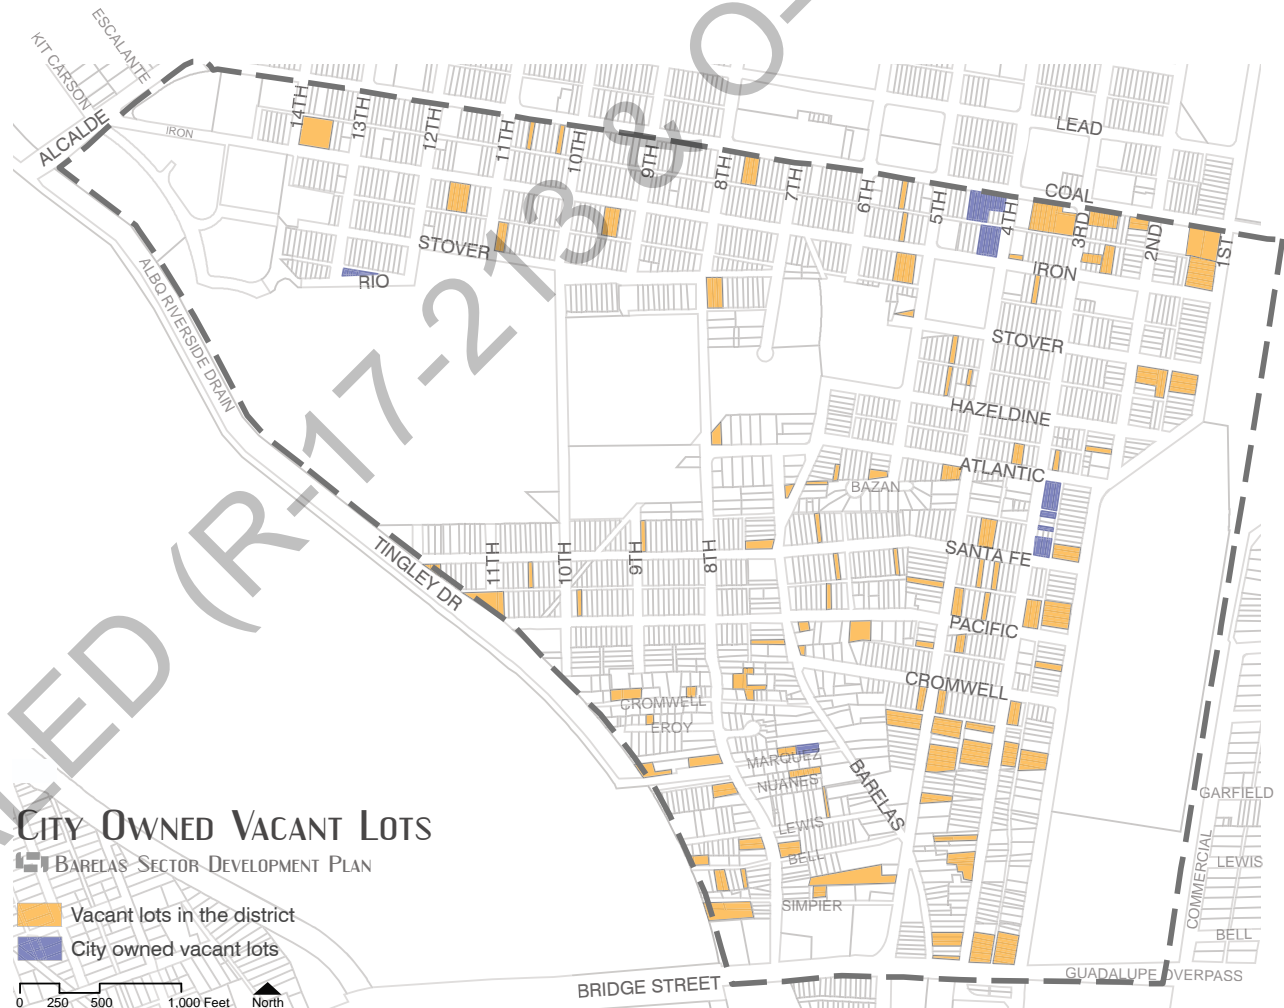 ESCALANTE
KIT CARSON
ALCALDE
IRON
14TH
13TH
12TH
11TH
10TH
9TH
8TH
7TH
6TH
5TH
4TH
3RD
2ND
1ST
LEAD
COAL
IRON
STOVER
RIO
STOVER
ALBQ RIVERSIDE DRAIN
HAZELDINE
ATLANTIC
BAZAN
SANTA FE
TINGLEY DR
11TH
10TH
9TH
8TH
PACIFIC
CROMWELL
CROMWELL
EROY
MARQUEZ
NUANES
BARELAS
LEWIS
BELL
SIMPIER
GARFIELD
COMMERCIAL
LEWIS
BELL
GUADALUPE OVERPASS
BRIDGE STREET
KED (R-17-213 & O-
CITY OWNED VACANT LOTS
BARELAS SECTOR DEVELOPMENT PLAN
Vacant lots in the district
City owned vacant lots
0 250 500 1,000 Feet North